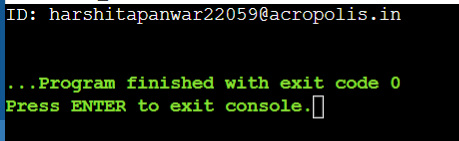 ID: harshitapanwar22059@acropolis.in
...Program finished with exit code 0
Press ENTER to exit console.